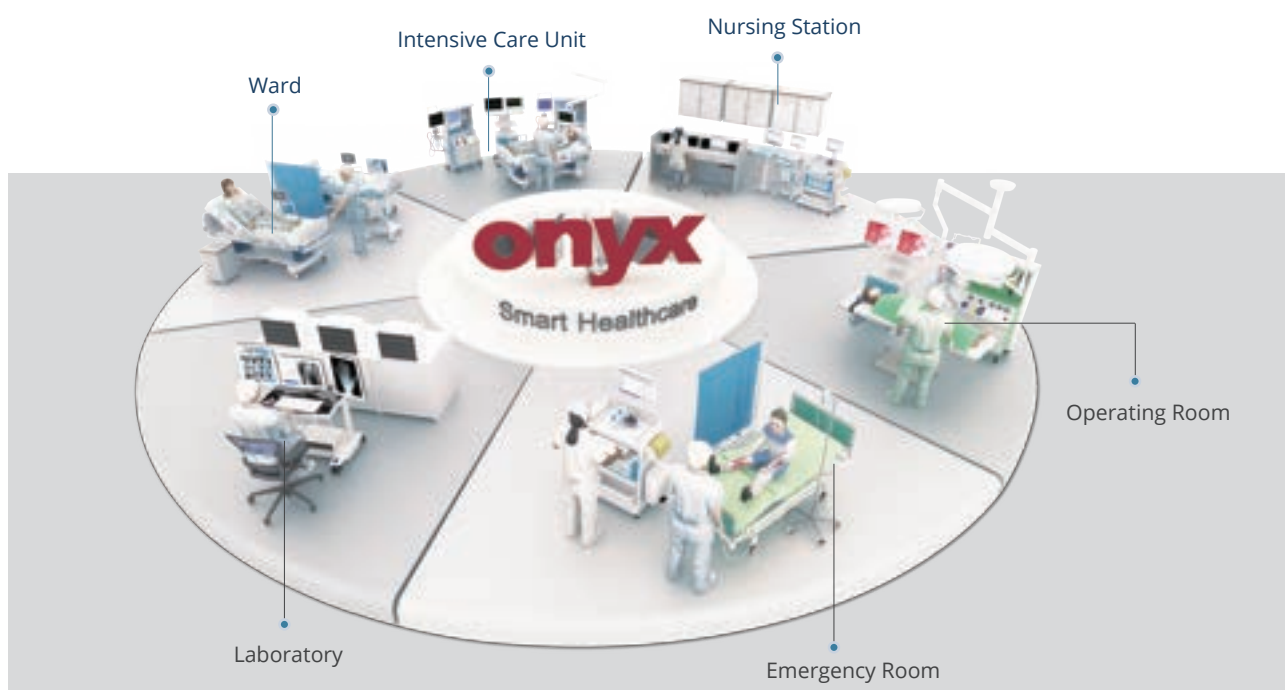 Nursing Station
Intensive Care Unit
Ward
onyx
Smart Healthcare
Operating Room
Laboratory
Emergency Room